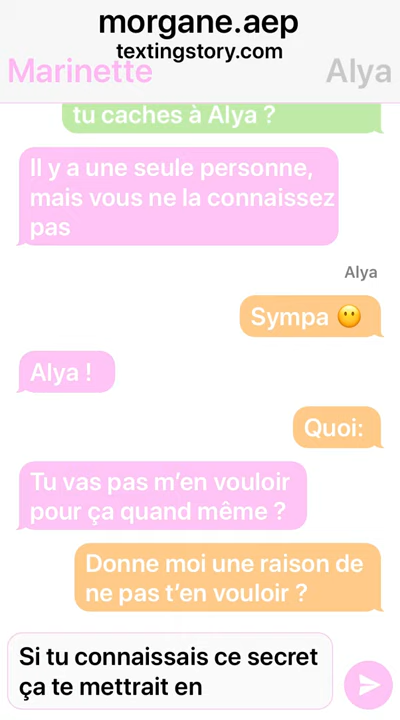 morgane.aep
textingstory.com
Marinette
Alya
tu caches à Alya ?
Il y a une seule personne,
mais vous ne la connaissez
pas
Alya
Sympa 😶
Alya !
Quoi:
Tu vas pas m’en vouloir
pour ça quand même ?
Donne moi une raison de
ne pas t’en vouloir ?
Si tu connaissais ce secret
ça te mettrait en